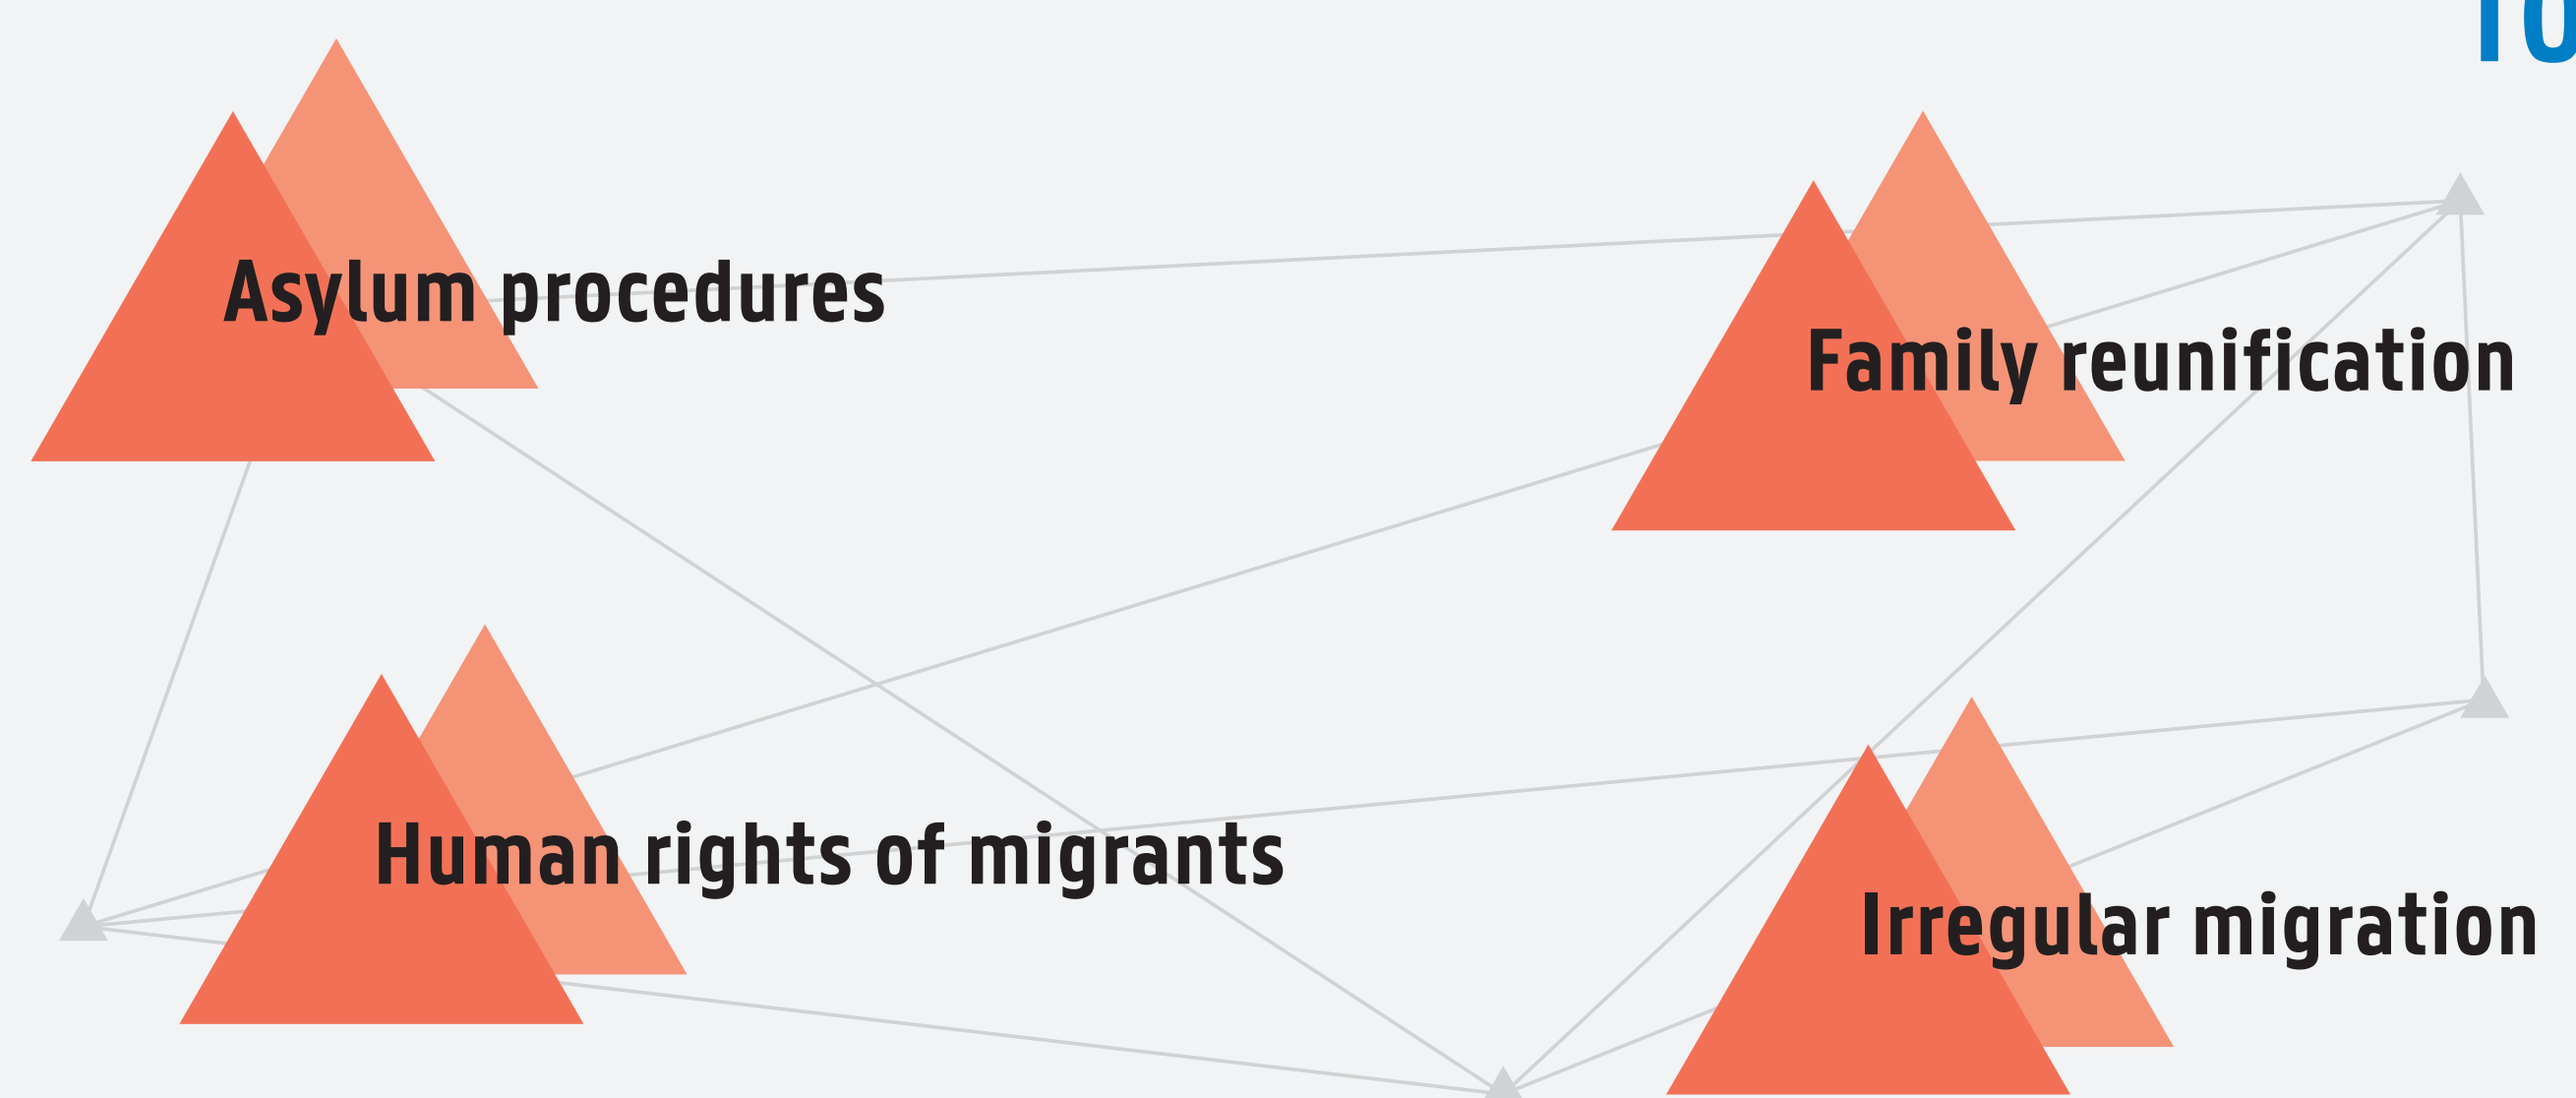 Asylum procedures
Family reunification
Human rights of migrants
Irregular migration